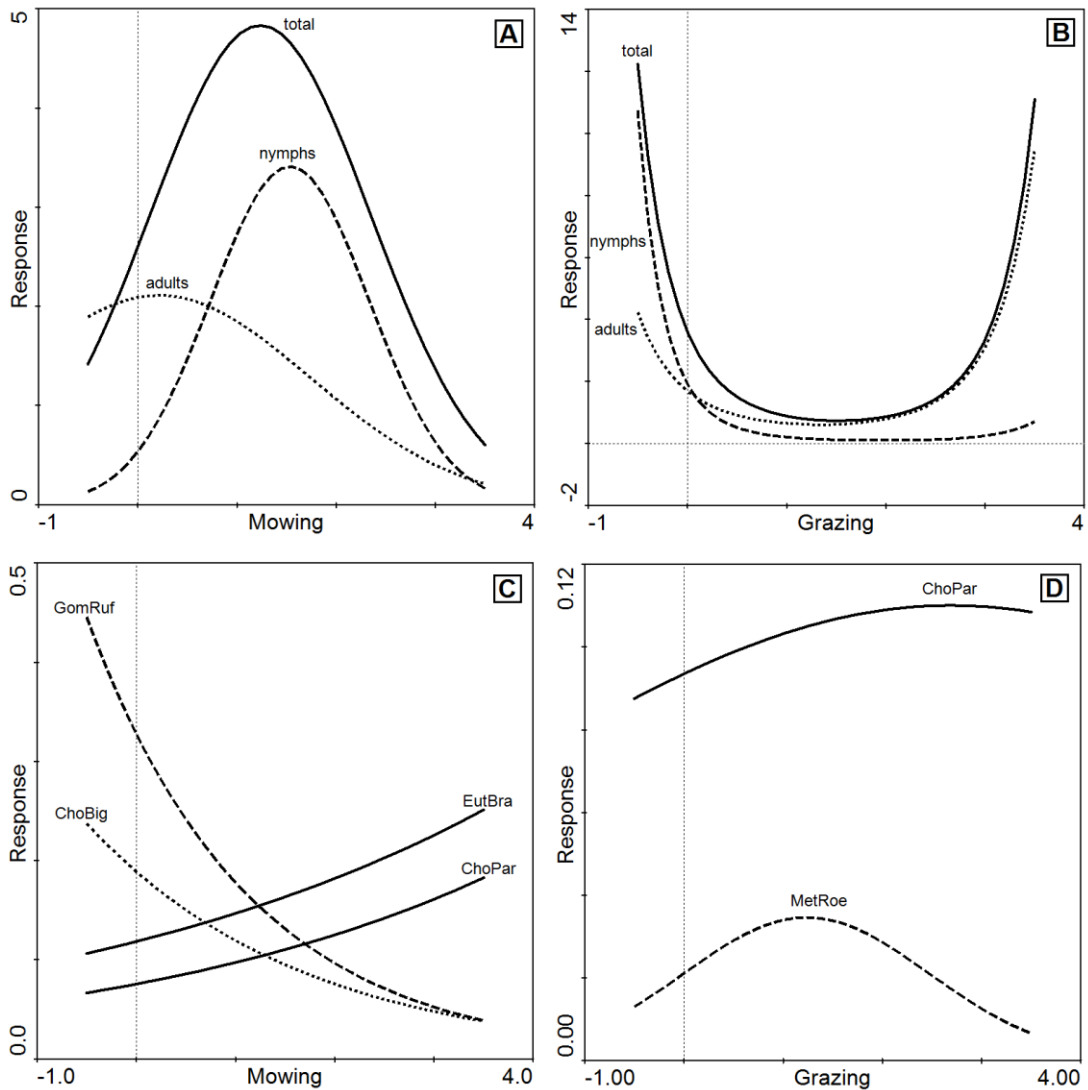 5
A
total
nymphs
adults
Response
0
-1
Mowing
4
14
B
total
nymphs
adults
Response
-2
-1
Grazing
4
0.5
C
GomRuf
ChoBig
EutBra
ChoPar
Response
0.0
-1.0
Mowing
4.0
0.12
D
ChoPar
MetRoe
Response
0.00
-1.00
Grazing
4.00